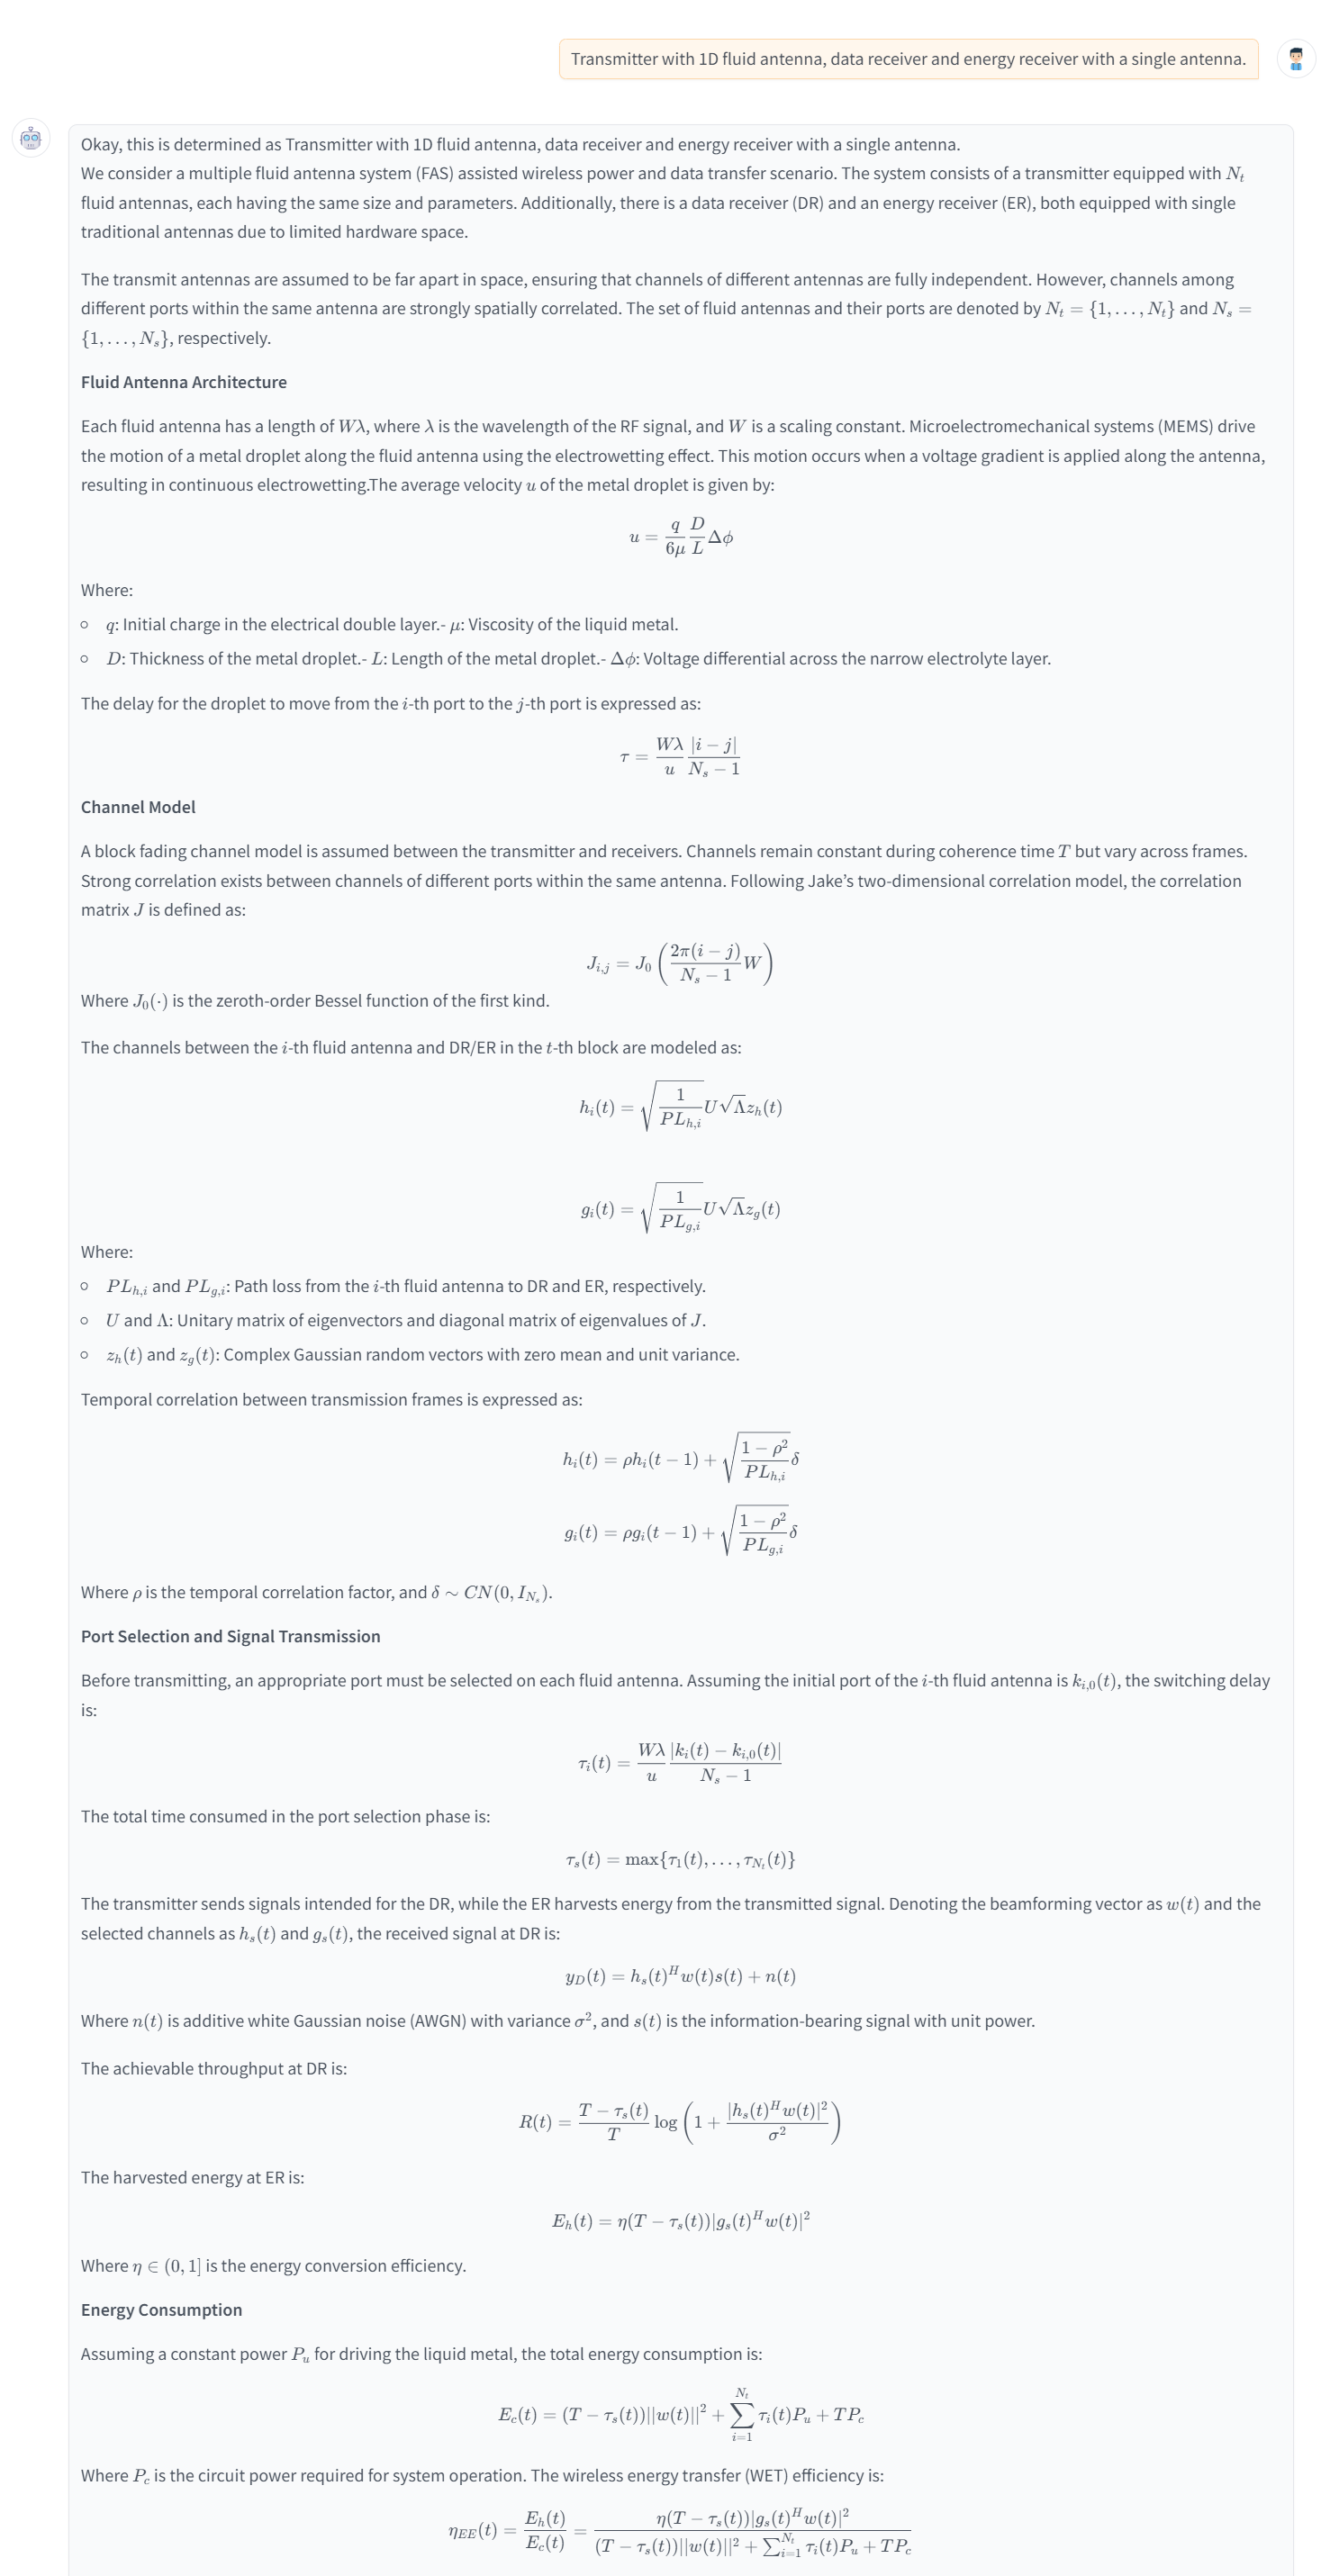 Transmitter with 1D fluid antenna, data receiver and energy receiver with a single antenna.
Okay, this is determined as Transmitter with 1D fluid antenna, data receiver and energy receiver with a single antenna.
We consider a multiple fluid antenna system (FAS) assisted wireless power and data transfer scenario. The system consists of a transmitter equipped with $N_t$
fluid antennas, each having the same size and parameters. Additionally, there is a data receiver (DR) and an energy receiver (ER), both equipped with single
traditional antennas due to limited hardware space.
The transmit antennas are assumed to be far apart in space, ensuring that channels of different antennas are fully independent. However, channels among
different ports within the same antenna are strongly spatially correlated. The set of fluid antennas and their ports are denoted by $N_t = \{1, \ldots, N_t\}$ and $N_s =$
$\{1, \ldots, N_s\}$, respectively.
Fluid Antenna Architecture
Each fluid antenna has a length of $W\lambda$, where $\lambda$ is the wavelength of the RF signal, and $W$ is a scaling constant. Microelectromechanical systems (MEMS) drive
the motion of a metal droplet along the fluid antenna using the electrowetting effect. This motion occurs when a voltage gradient is applied along the antenna,
resulting in continuous electrowetting.The average velocity $u$ of the metal droplet is given by:
$u = \frac{q}{6\mu} \frac{D}{L} \Delta\phi$
Where:
○ $q$: Initial charge in the electrical double layer.- $\mu$: Viscosity of the liquid metal.
○ $D$: Thickness of the metal droplet.- $L$: Length of the metal droplet.- $\Delta\phi$: Voltage differential across the narrow electrolyte layer.
The delay for the droplet to move from the $i$-th port to the $j$-th port is expressed as:
$\tau = \frac{W\lambda}{u} \frac{|i - j|}{N_s - 1}$
Channel Model
A block fading channel model is assumed between the transmitter and receivers. Channels remain constant during coherence time $T$ but vary across frames.
Strong correlation exists between channels of different ports within the same antenna. Following Jake’s two-dimensional correlation model, the correlation
matrix $J$ is defined as:
$J_{i,j} = J_0 \left( \frac{2\pi(i - j)}{N_s - 1} W \right)$
Where $J_0(\cdot)$ is the zeroth-order Bessel function of the first kind.
The channels between the $i$-th fluid antenna and DR/ER in the $t$-th block are modeled as:
$h_i(t) = \sqrt{\frac{1}{PL_{h,i}}} U \sqrt{\Lambda} z_h(t)$
$g_i(t) = \sqrt{\frac{1}{PL_{g,i}}} U \sqrt{\Lambda} z_g(t)$
Where:
○ $PL_{h,i}$ and $PL_{g,i}$: Path loss from the $i$-th fluid antenna to DR and ER, respectively.
○ $U$ and $\Lambda$: Unitary matrix of eigenvectors and diagonal matrix of eigenvalues of $J$.
○ $z_h(t)$ and $z_g(t)$: Complex Gaussian random vectors with zero mean and unit variance.
Temporal correlation between transmission frames is expressed as:
$h_i(t) = \rho h_i(t - 1) + \sqrt{\frac{1 - \rho^2}{PL_{h,i}}} \delta$
$g_i(t) = \rho g_i(t - 1) + \sqrt{\frac{1 - \rho^2}{PL_{g,i}}} \delta$
Where $\rho$ is the temporal correlation factor, and $\delta \sim CN(0, I_{N_s})$.
Port Selection and Signal Transmission
Before transmitting, an appropriate port must be selected on each fluid antenna. Assuming the initial port of the $i$-th fluid antenna is $k_{i,0}(t)$, the switching delay
is:
$\tau_i(t) = \frac{W\lambda}{u} \frac{|k_i(t) - k_{i,0}(t)|}{N_s - 1}$
The total time consumed in the port selection phase is:
$\tau_s(t) = \max\{\tau_1(t), \ldots, \tau_{N_t}(t)\}$
The transmitter sends signals intended for the DR, while the ER harvests energy from the transmitted signal. Denoting the beamforming vector as $w(t)$ and the
selected channels as $h_s(t)$ and $g_s(t)$, the received signal at DR is:
$y_D(t) = h_s(t)^H w(t)s(t) + n(t)$
Where $n(t)$ is additive white Gaussian noise (AWGN) with variance $\sigma^2$, and $s(t)$ is the information-bearing signal with unit power.
The achievable throughput at DR is:
$R(t) = \frac{T - \tau_s(t)}{T} \log \left( 1 + \frac{|h_s(t)^H w(t)|^2}{\sigma^2} \right)$
The harvested energy at ER is:
$E_h(t) = \eta(T - \tau_s(t))|g_s(t)^H w(t)|^2$
Where $\eta \in (0, 1]$ is the energy conversion efficiency.
Energy Consumption
Assuming a constant power $P_u$ for driving the liquid metal, the total energy consumption is:
$E_c(t) = (T - \tau_s(t))||w(t)||^2 + \sum_{i=1}^{N_t} \tau_i(t)P_u + TP_c$
Where $P_c$ is the circuit power required for system operation. The wireless energy transfer (WET) efficiency is:
$\eta_{EE}(t) = \frac{E_h(t)}{E_c(t)} = \frac{\eta(T - \tau_s(t))|g_s(t)^H w(t)|^2}{(T - \tau_s(t))||w(t)||^2 + \sum_{i=1}^{N_t} \tau_i(t)P_u + TP_c}$